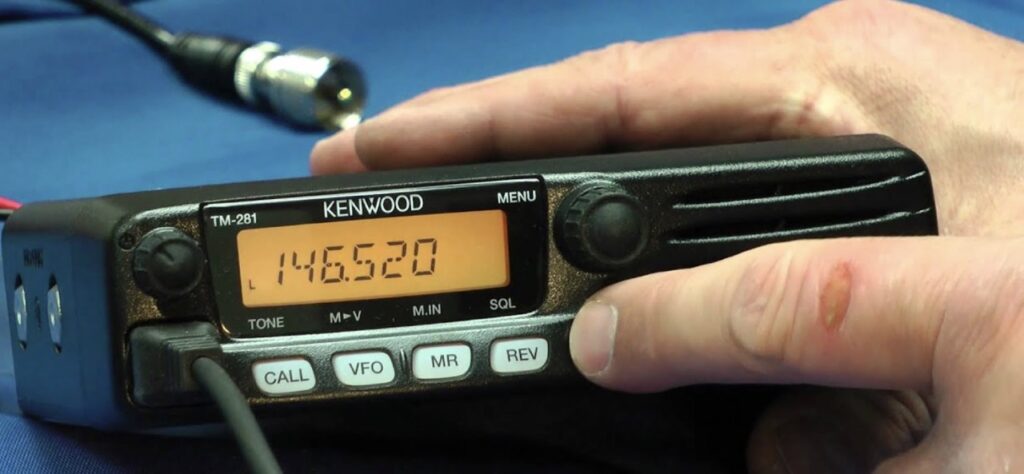 TM-281
KENWOOD
MENU
L
146.520
TONE
M►V
M.IN
SQL
CALL
VFO
MR
REV